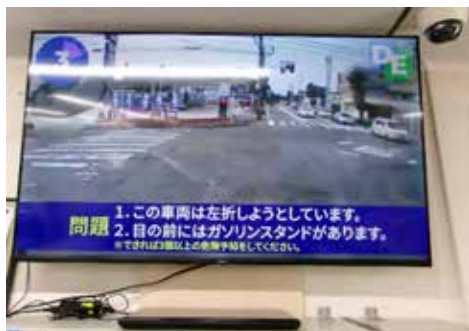 3
DE
問題
1.この車両は左折しようとしています。
2.目の前にはガソリンスタンドがあります。
※できれば3個以上の危険予知をしてください。